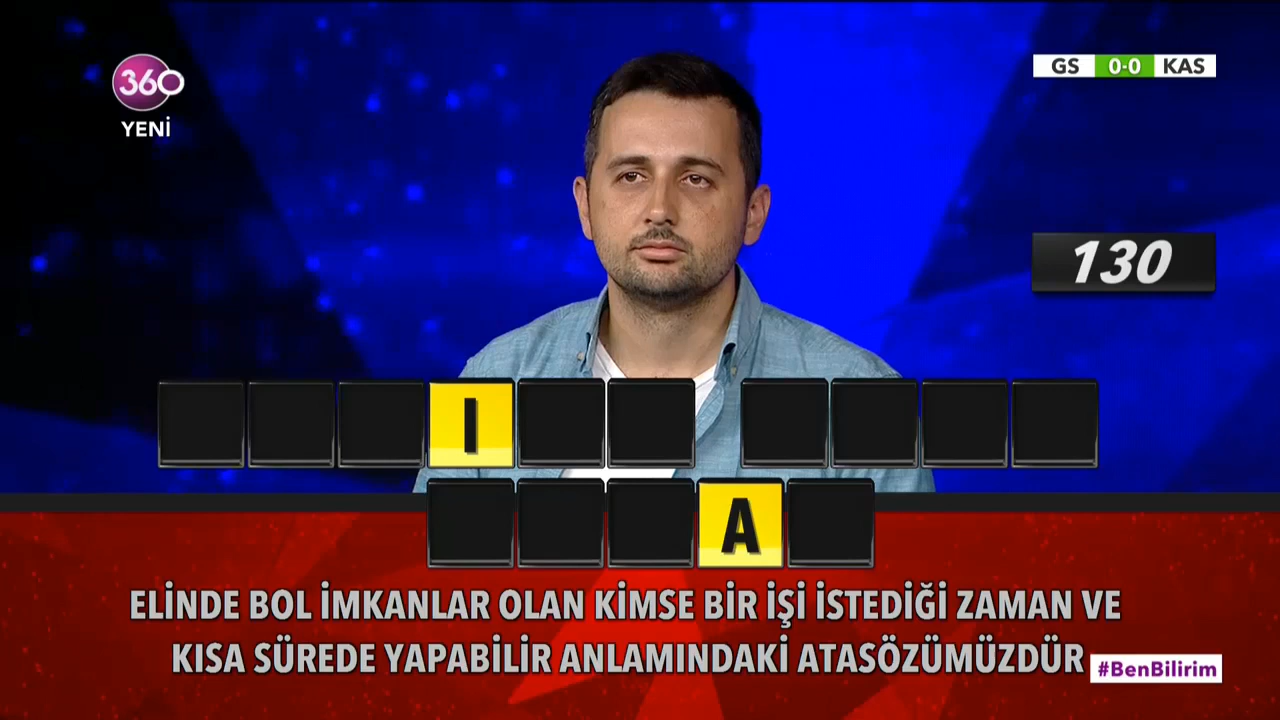 360
YENİ
GS 0-0 KAS
130
I
A
ELİNDE BOL İMKANLAR OLAN KİMSE BİR İŞİ İSTEDİĞİ ZAMAN VE
KISA SÜREDE YAPABİLİR ANLAMINDAKİ ATASÖZÜMÜZDÜR
#BenBilirim